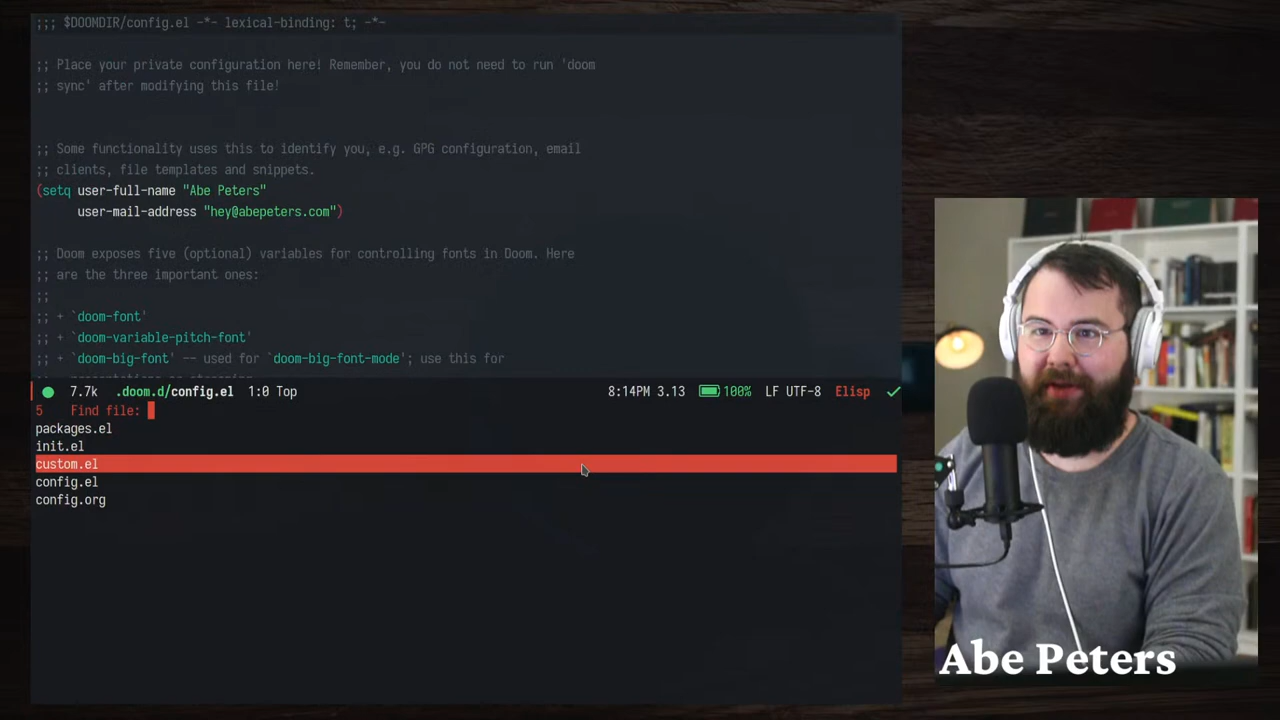 ;;; $DOOMDIR/config.el -*- lexical-binding: t; -*-
;; Place your private configuration here! Remember, you do not need to run 'doom
;; sync' after modifying this file!
;; Some functionality uses this to identify you, e.g. GPG configuration, email
;; clients, file templates and snippets.
(setq user-full-name "Abe Peters"
user-mail-address "hey@abepeters.com")
;; Doom exposes five (optional) variables for controlling fonts in Doom. Here
;; are the three important ones:
;;
;; + `doom-font'
;; + `doom-variable-pitch-font'
;; + `doom-big-font' -- used for `doom-big-font-mode'; use this for
7.7k .doom.d/config.el 1:0 Top 8:14PM 3.13 100% LF UTF-8 Elisp
5 Find file:
packages.el
init.el
custom.el
config.el
config.org
Abe Peters